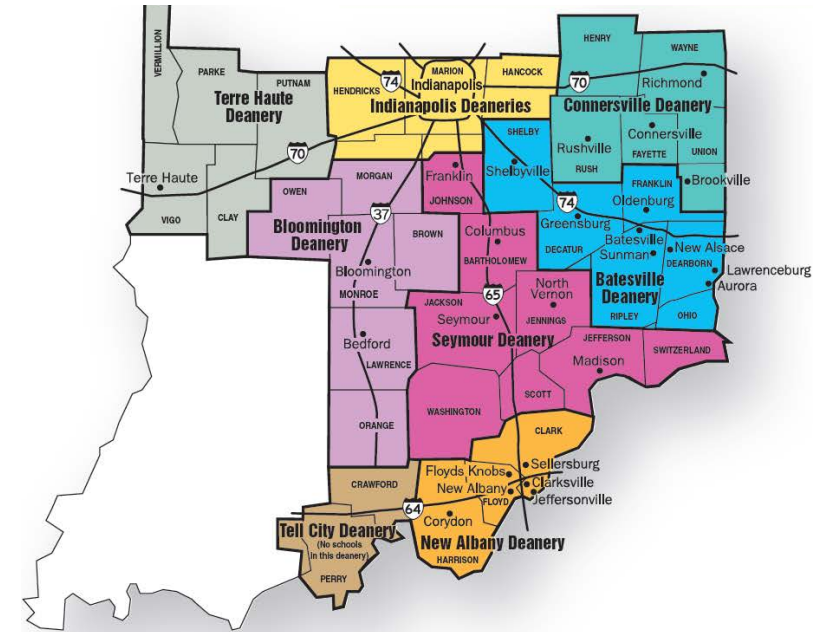 VERMILLION
PARKE
PUTNAM
Terre Haute
Deanery
70
Terre Haute
VIGO
CLAY
74
MARION
HANCOCK
HENDRICKS
Indianapolis
Indianapolis Deaneries
70
HENRY
WAYNE
Richmond
Connersville Deanery
Connersville
Rushville
RUSH
FAYETTE
UNION
Brookville
SHELBY
Shelbyville
74
FRANKLIN
Oldenburg
Greensburg
DECATUR
Batesville
Sunman
New Alsace
DEARBORN
Lawrenceburg
Aurora
Batesville
Deanery
RIPLEY
OHIO
MORGAN
OWEN
37
Bloomington
Deanery
BROWN
Bloomington
MONROE
Bedford
LAWRENCE
ORANGE
Franklin
JOHNSON
Columbus
BARTHOLOMEW
65
North
Vernon
JENNINGS
JACKSON
Seymour
Seymour Deanery
JEFFERSON
SWITZERLAND
Madison
SCOTT
WASHINGTON
CLARK
Sellersburg
Floyds Knobs
Clarksville
New Albany
FLOYD
Jeffersonville
Corydon
New Albany Deanery
HARRISON
CRAWFORD
64
Tell City Deanery
(No schools
in this deanery)
PERRY